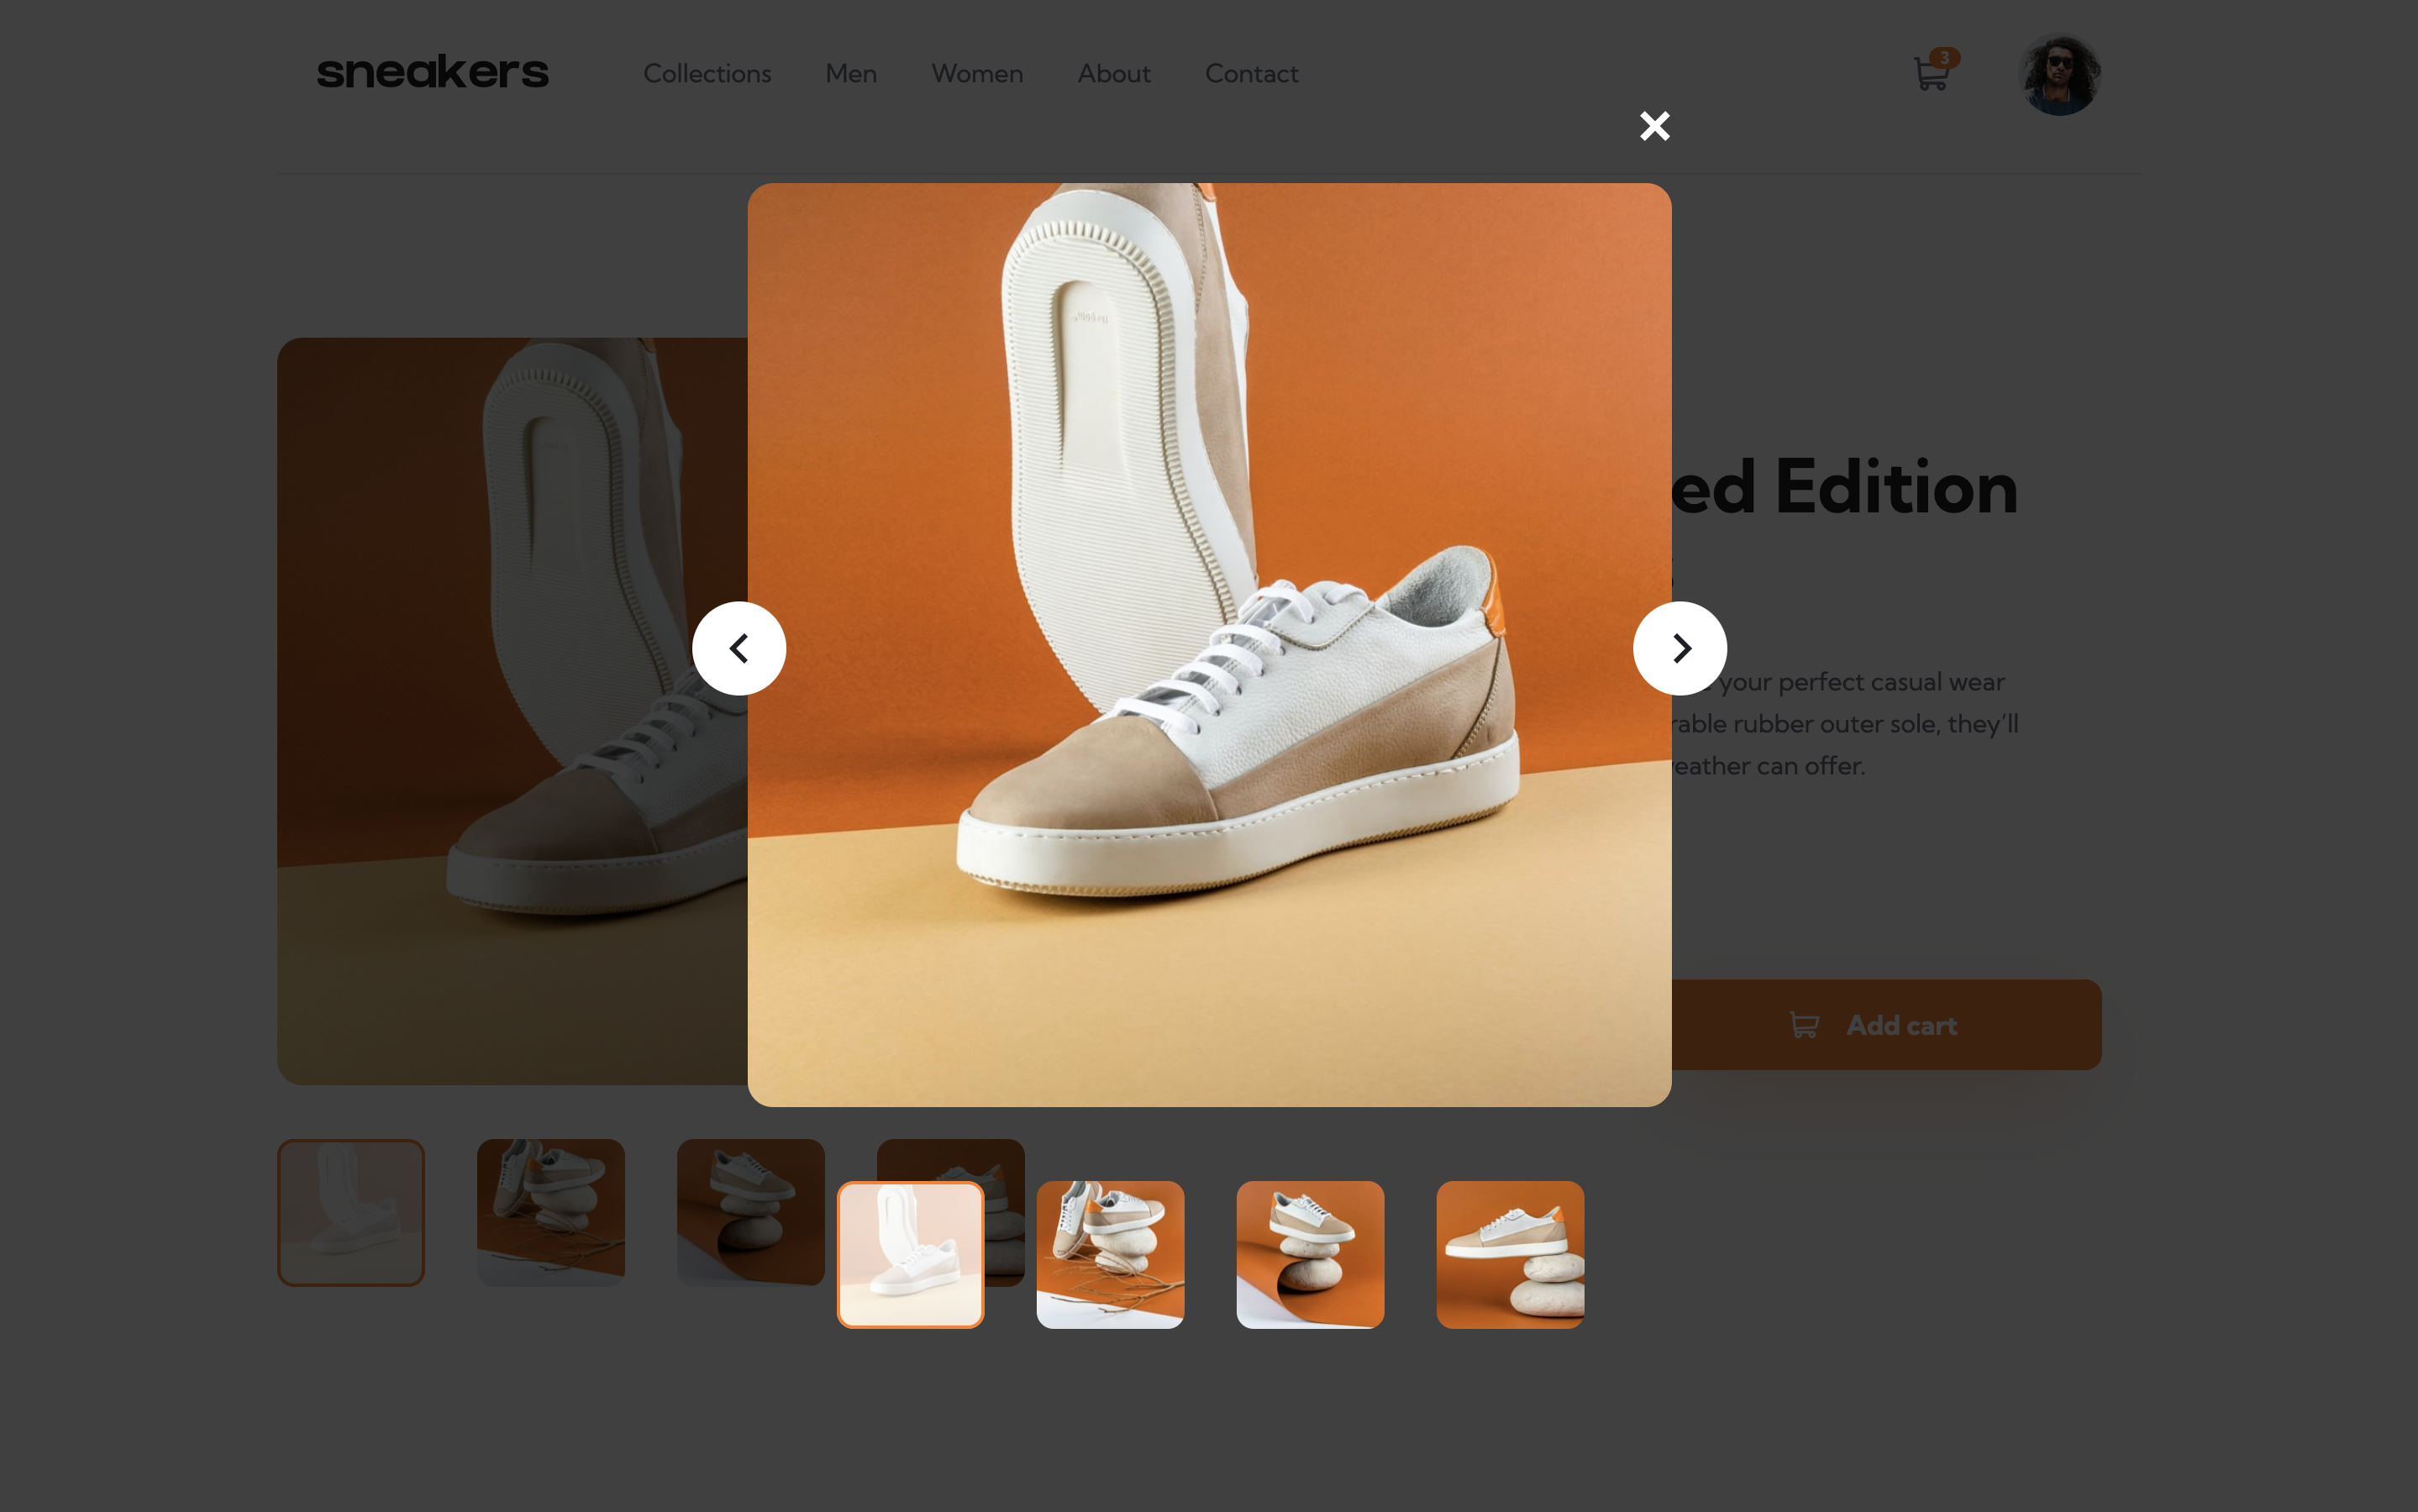 sneakers
Collections
Men
Women
About
Contact
3
ed Edition
your perfect casual wear
rable rubber outer sole, they'll
eather can offer.
Add cart